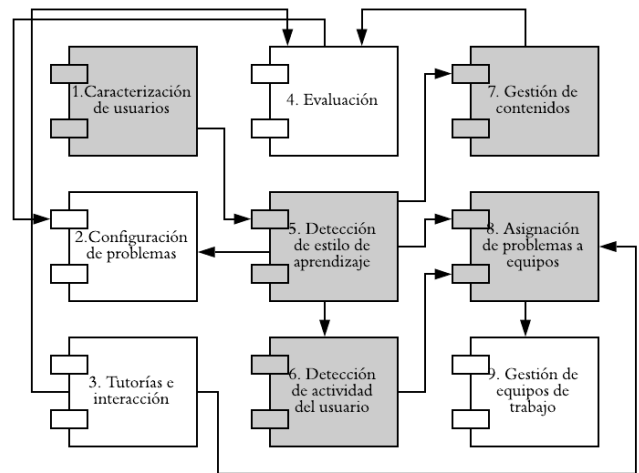 1.Caracterización
de usuarios
4. Evaluación
7. Gestión de
contenidos
2.Configuración
de problemas
5. Detección
de estilo de
aprendizaje
8. Asignación
de problemas a
equipos
3. Tutorías e
interacción
6. Detección
de actividad
del usuario
9. Gestión de
equipos de
trabajo